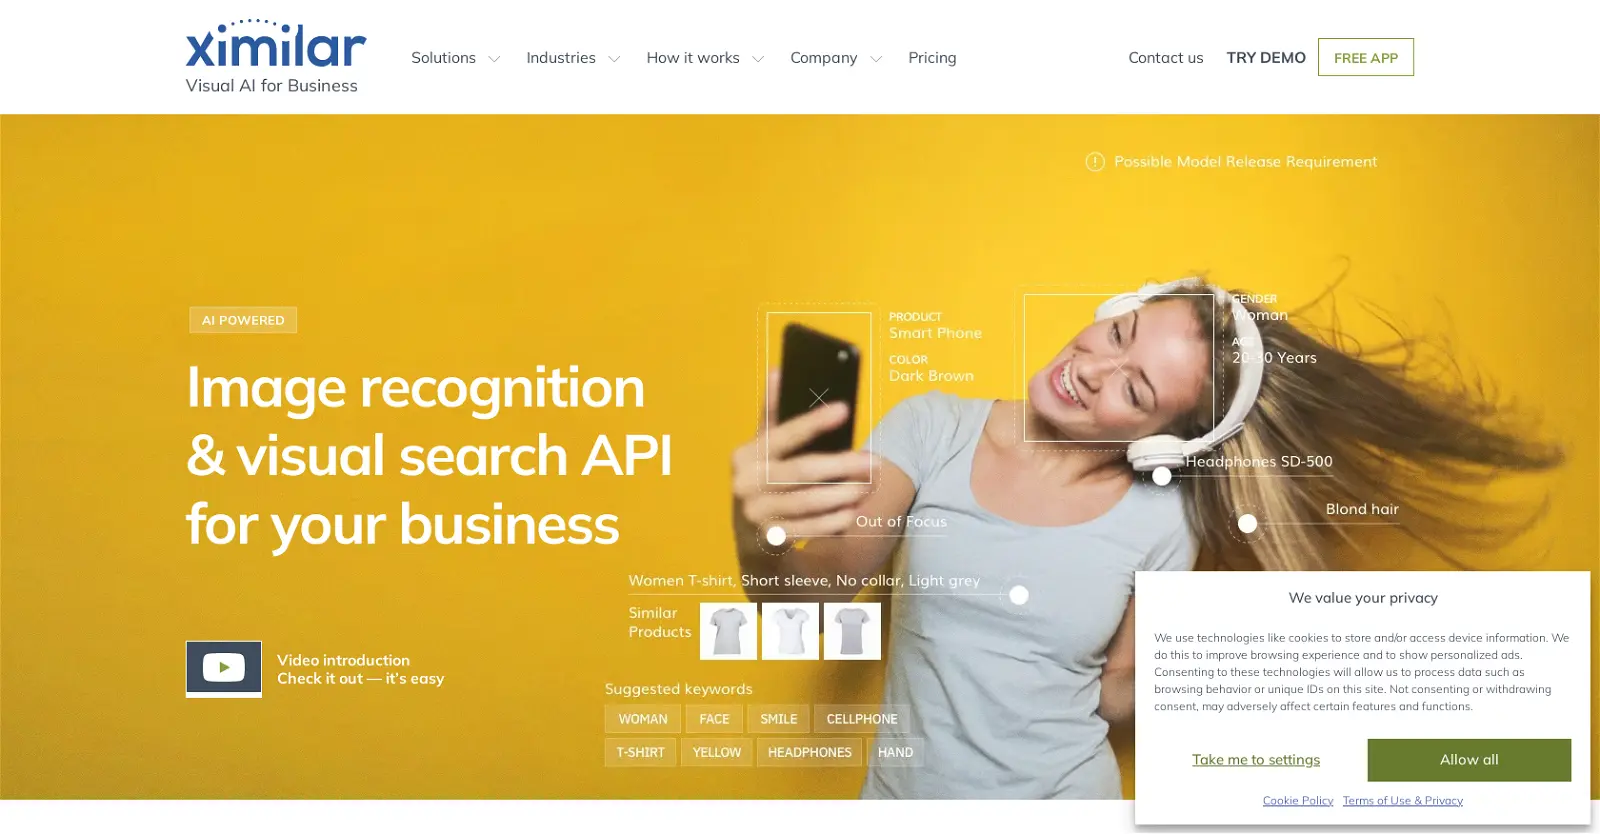 ximilar
Visual AI for Business
Solutions
Industries
How it works
Company
Pricing
Contact us
TRY DEMO
FREE APP
Possible Model Release Requirement
AI POWERED
Image recognition
& visual search API
for your business
Video introduction
Check it out — it's easy
PRODUCT
Smart Phone
COLOR
Dark Brown
GENDER
Woman
AGE
20-30 Years
Headphones SD-500
Blond hair
Out of Focus
Women T-shirt, Short sleeve, No collar, Light grey
Similar
Products
Suggested keywords
WOMAN FACE SMILE CELLPHONE
T-SHIRT YELLOW HEADPHONES HAND
We value your privacy
We use technologies like cookies to store and/or access device information. We
do this to improve browsing experience and to show personalized ads.
Consenting to these technologies will allow us to process data such as
browsing behavior or unique IDs on this site. Not consenting or withdrawing
consent, may adversely affect certain features and functions.
Take me to settings
Allow all
Cookie Policy
Terms of Use & Privacy